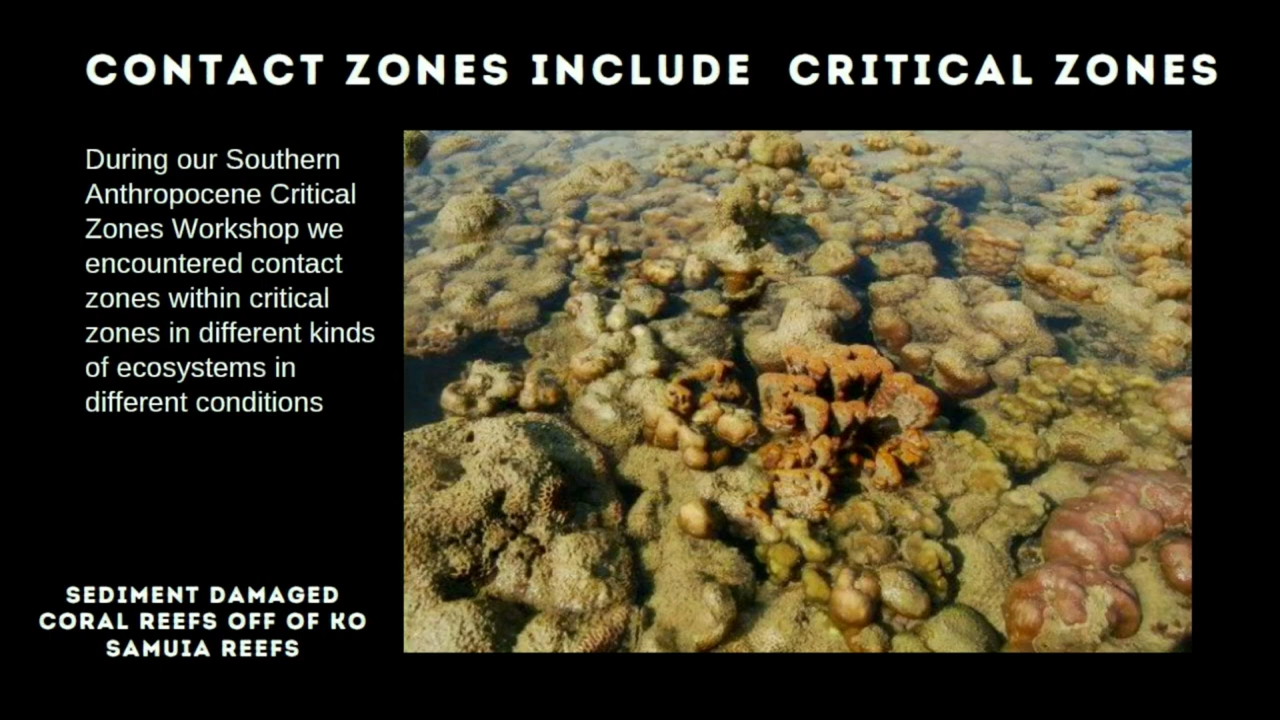 CONTACT ZONES INCLUDE CRITICAL ZONES
During our Southern
Anthropocene Critical
Zones Workshop we
encountered contact
zones within critical
zones in different kinds
of ecosystems in
different conditions
SEDIMENT DAMAGED
CORAL REEFS OFF OF KO
SAMUIA REEFS